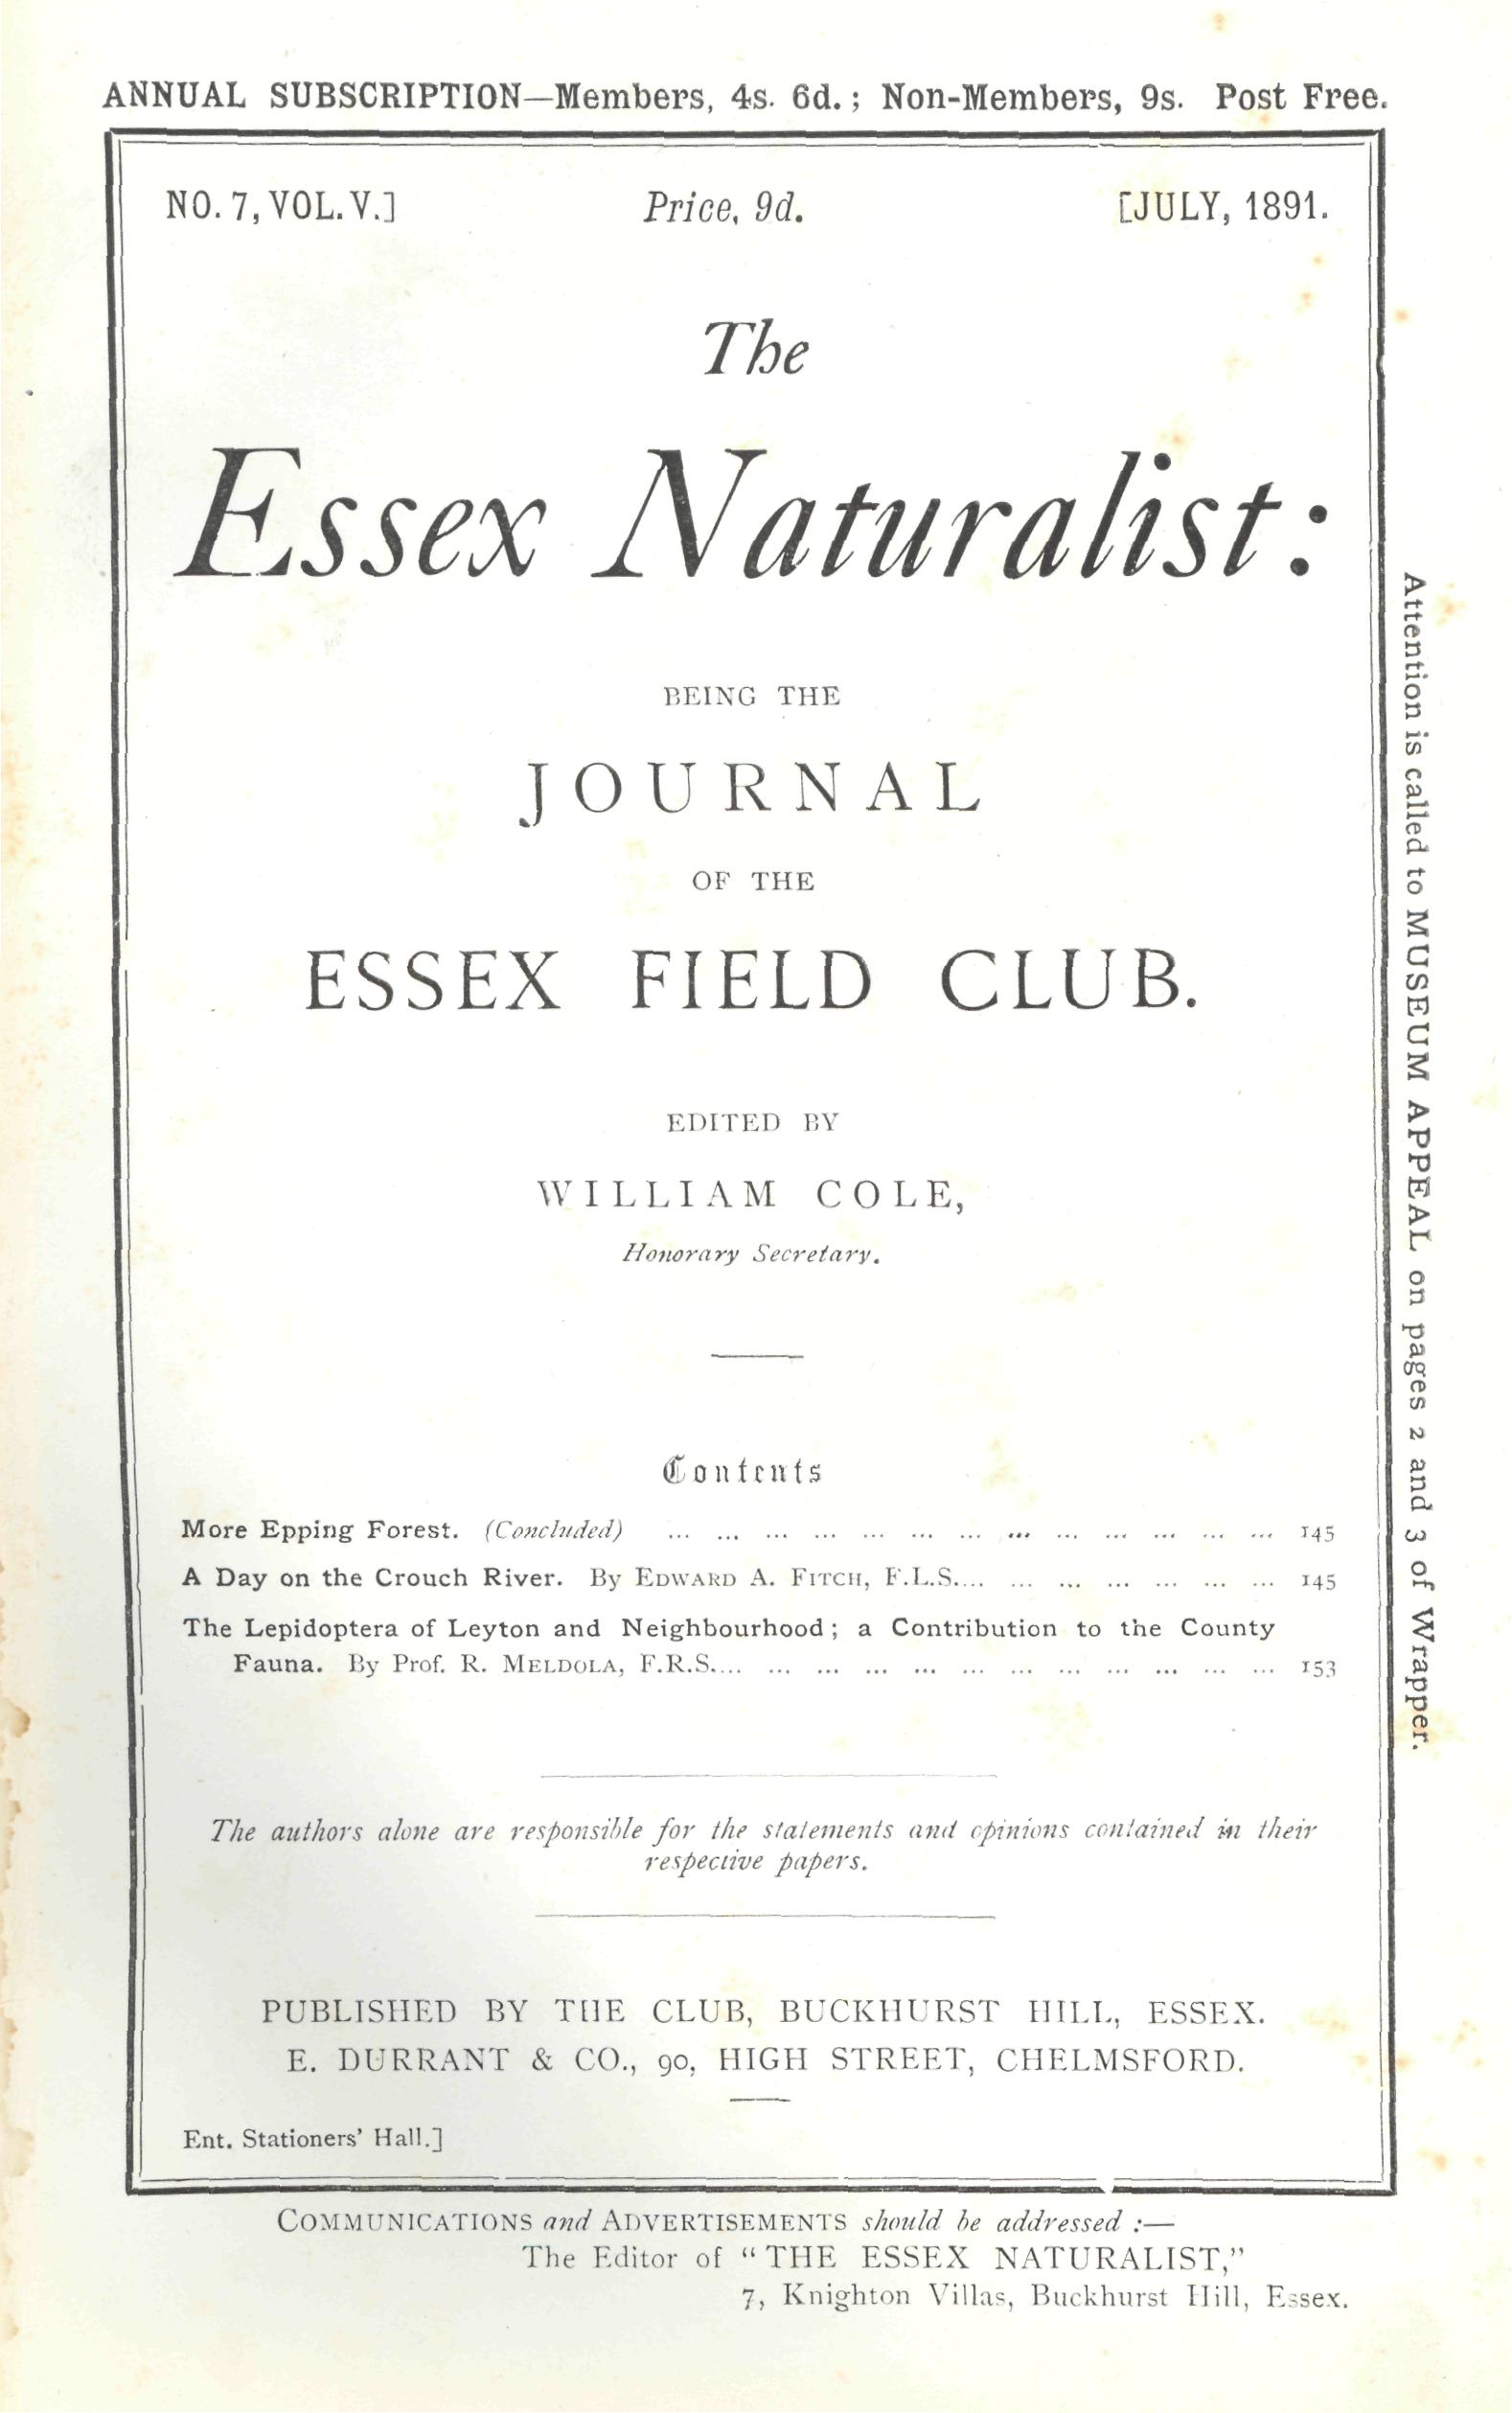 ANNUAL SUBSCRIPTION—Members, 4s. 6d.; Non-Members, 9s. Post Free.
NO. 7, VOL. V.] Price, 9d. [JULY, 1891.
The
Essex Naturalist:
BEING THE
JOURNAL
OF THE
ESSEX FIELD CLUB.
EDITED BY
WILLIAM COLE,
Honorary Secretary.
Contents
More Epping Forest. (Concluded) ... ... ... ... ... ... ... ... ... ... ... ... ... 145
A Day on the Crouch River. By EDWARD A. FITCH, F.L.S.... ... ... ... ... ... ... 145
The Lepidoptera of Leyton and Neighbourhood; a Contribution to the County
Fauna. By Prof. R. MELDOLA, F.R.S.... ... ... ... ... ... ... ... ... ... ... ... 153
The authors alone are responsible for the statements and opinions contained in their
respective papers.
PUBLISHED BY THE CLUB, BUCKHURST HILL, ESSEX.
E. DURRANT & CO., 90, HIGH STREET, CHELMSFORD.
Ent. Stationers' Hall.]
COMMUNICATIONS and ADVERTISEMENTS should be addressed :—
The Editor of "THE ESSEX NATURALIST,"
7, Knighton Villas, Buckhurst Hill, Essex.
Attention is called to MUSEUM APPEAL on pages 2 and 3 of Wrapper.